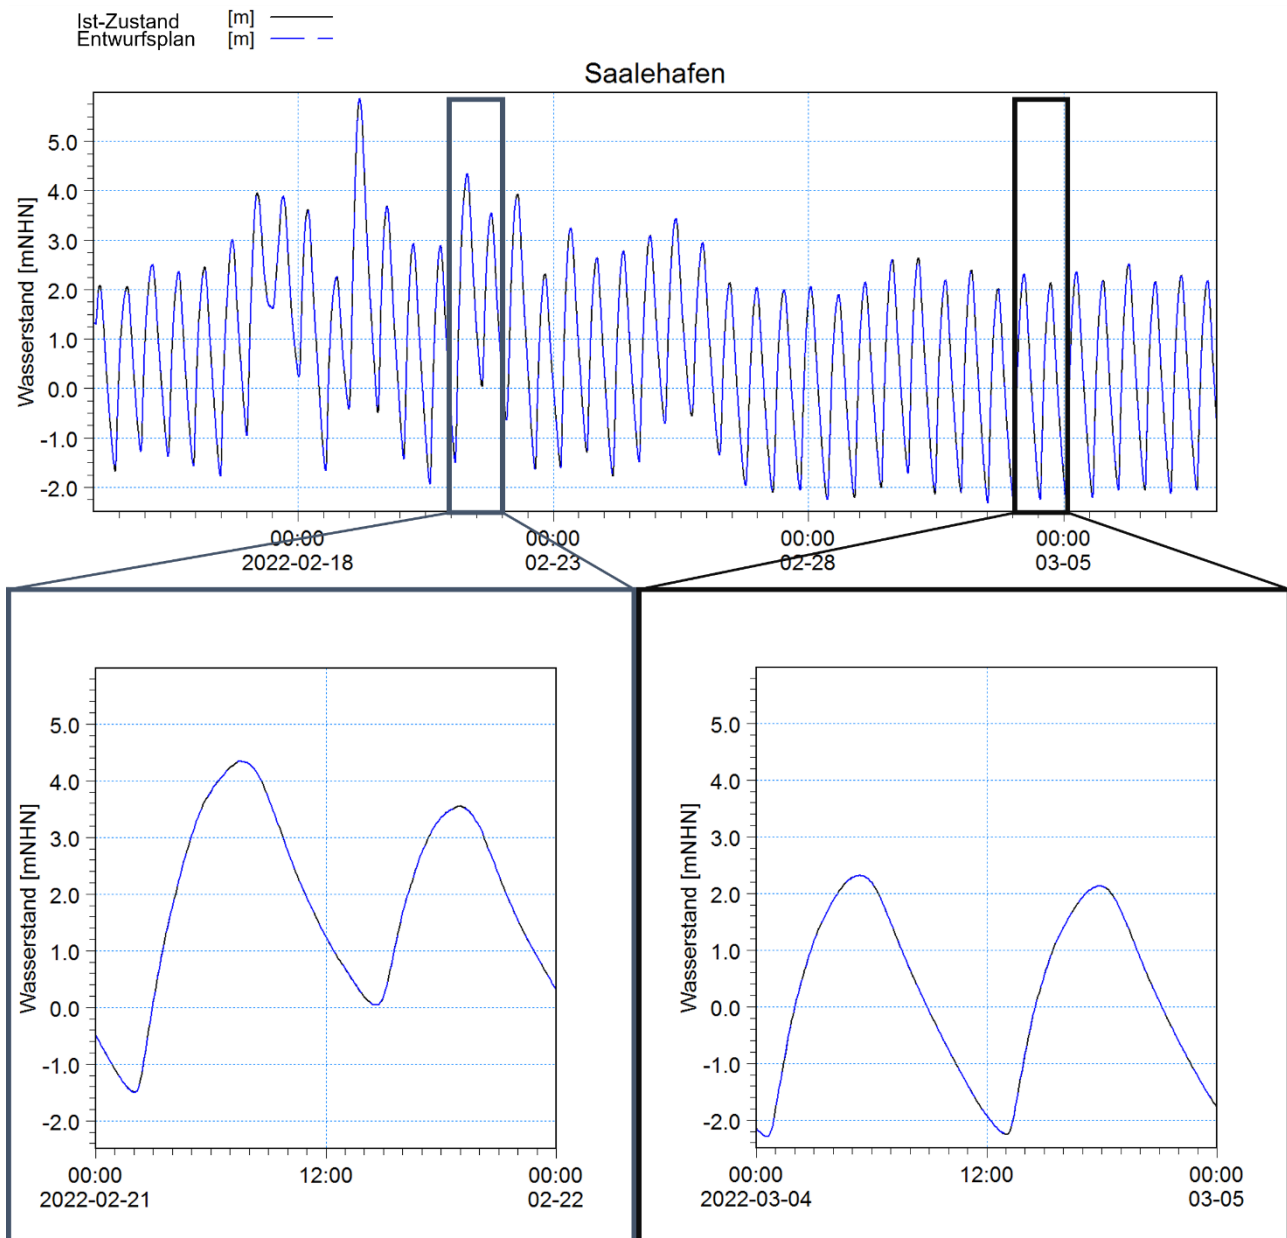 Ist-Zustand [m]
Entwurfsplan [m]
Saalehafen
Wasserstand [mNHN]
5.0
4.0
3.0
2.0
1.0
0.0
-1.0
-2.0
00:00 00:00 00:00 00:00
2022-02-18 02-23 02-28 03-05
Wasserstand [mNHN]
5.0
4.0
3.0
2.0
1.0
0.0
-1.0
-2.0
00:00 12:00 00:00
2022-02-21 02-22
Wasserstand [mNHN]
5.0
4.0
3.0
2.0
1.0
0.0
-1.0
-2.0
00:00 12:00 00:00
2022-03-04 03-05